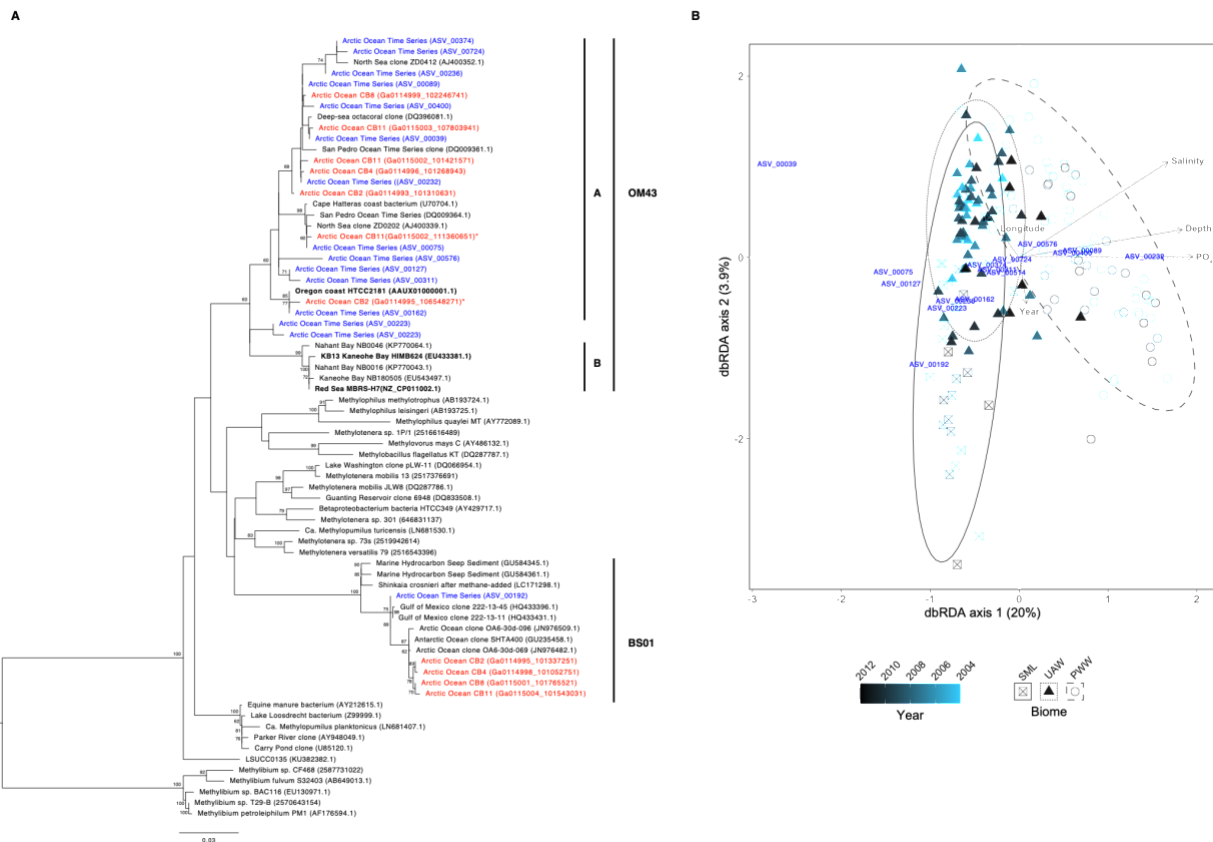 A
Arctic Ocean Time Series (ASV_00374)
Arctic Ocean Time Series (ASV_00724)
North Sea clone ZD0412 (AJ400352.1)
74
Arctic Ocean Time Series (ASV_00236)
Arctic Ocean Time Series (ASV_00089)
Arctic Ocean CB8 (Ga0114999_102246741)
Arctic Ocean Time Series (ASV_00400)
Deep-sea octacoral clone (DQ396081.1)
Arctic Ocean CB11 (Ga0115003_107803941)
Arctic Ocean Time Series (ASV_00039)
San Pedro Ocean Time Series clone (DQ009361.1)
Arctic Ocean CB11 (Ga0115002_101421571)
Arctic Ocean CB4 (Ga0114996_101268943)
Arctic Ocean Time Series ((ASV_00232)
Arctic Ocean CB2 (Ga0114993_101310631)
Cape Hatteras coast bacterium (U70704.1)
San Pedro Ocean Time Series (DQ009364.1)
North Sea clone ZD0202 (AJ400339.1)
Arctic Ocean CB11(Ga0115002_111360651)*
Arctic Ocean Time Series (ASV_00075)
Arctic Ocean Time Series (ASV_00576)
Arctic Ocean Time Series (ASV_00127)
71
Arctic Ocean Time Series (ASV_00311)
Oregon coast HTCC2181 (AAUX01000001.1)
Arctic Ocean CB2 (Ga0114995_106548271)*
77
Arctic Ocean Time Series (ASV_00162)
Arctic Ocean Time Series (ASV_00223)
Arctic Ocean Time Series (ASV_00223)
Nahant Bay NB0046 (KP770064.1)
KB13 Kaneohe Bay HIMB624 (EU433381.1)
Nahant Bay NB0016 (KP770043.1)
100
Kaneohe Bay NB180505 (EU543497.1)
Red Sea MBRS-H7(NZ_CP011002.1)
A
OM43
B
Methylophilus methylotrophus (AB193724.1)
100
Methylophilus leisingeri (AB193725.1)
Methylophilus quaylei MT (AY772089.1)
Methylotenera sp. 1P/1 (2516616489)
Methylovorus mays C (AY486132.1)
Methylobacillus flagellatus KT (DQ287787.1)
Lake Washington clone pLW-11 (DQ066954.1)
100
Methylotenera mobilis 13 (2517376691)
Methylotenera mobilis JLW8 (DQ287786.1)
Guanting Reservoir clone 6948 (DQ833508.1)
Betaproteobacterium bacteria HTCC349 (AY429717.1)
Methylotenera sp. 301 (646831137)
Ca. Methylopumilus turicensis (LN681530.1)
Methylotenera sp. 73s (2519942614)
100
Methylotenera versatilis 79 (2516543396)
Marine Hydrocarbon Seep Sediment (GU584345.1)
Marine Hydrocarbon Seep Sediment (GU584361.1)
Shinkaia crosnieri after methane-added (LC171298.1)
100
Arctic Ocean Time Series (ASV_00192)
Gulf of Mexico clone 222-13-45 (HQ433396.1)
Gulf of Mexico clone 222-13-11 (HQ433431.1)
Arctic Ocean clone OA6-30d-096 (JN976509.1)
Antarctic Ocean clone SHTA400 (GU235458.1)
Arctic Ocean clone OA6-30d-069 (JN976482.1)
Arctic Ocean CB2 (Ga0114995_101337251)
Arctic Ocean CB4 (Ga0114998_101052751)
Arctic Ocean CB8 (Ga0115001_101765521)
Arctic Ocean CB11 (Ga0115004_101543031)
BS01
100
Equine manure bacterium (AY212615.1)
Lake Loosdrecht bacterium (Z99999.1)
Ca. Methylopumilus planktonicus (LN681407.1)
Parker River clone (AY948049.1)
Carry Pond clone (U85120.1)
LSUCC0135 (KU382382.1)
Methylibium sp. CF468 (2587731022)
Methylibium fulvum S32403 (AB649013.1)
100
Methylibium sp. BAC116 (EU130971.1)
Methylibium sp. T29-B (2570643154)
Methylibium petroleiphilum PM1 (AF176594.1)
0.03
B
2
0
-2
dbRDA axis 2 (3.9%)
ASV_00039
Salinity
Longitude
Depth
ASV_00576
ASV_00089
ASV_00400
PO
ASV_00724
ASV_00075
ASV_00127
ASV_00162
ASV_00223
Year
ASV_00192
-3
-2
-1
0
1
2
dbRDA axis 1 (20%)
2012
2010
2008
2006
2004
Year
SML
UAW
PWW
Biome